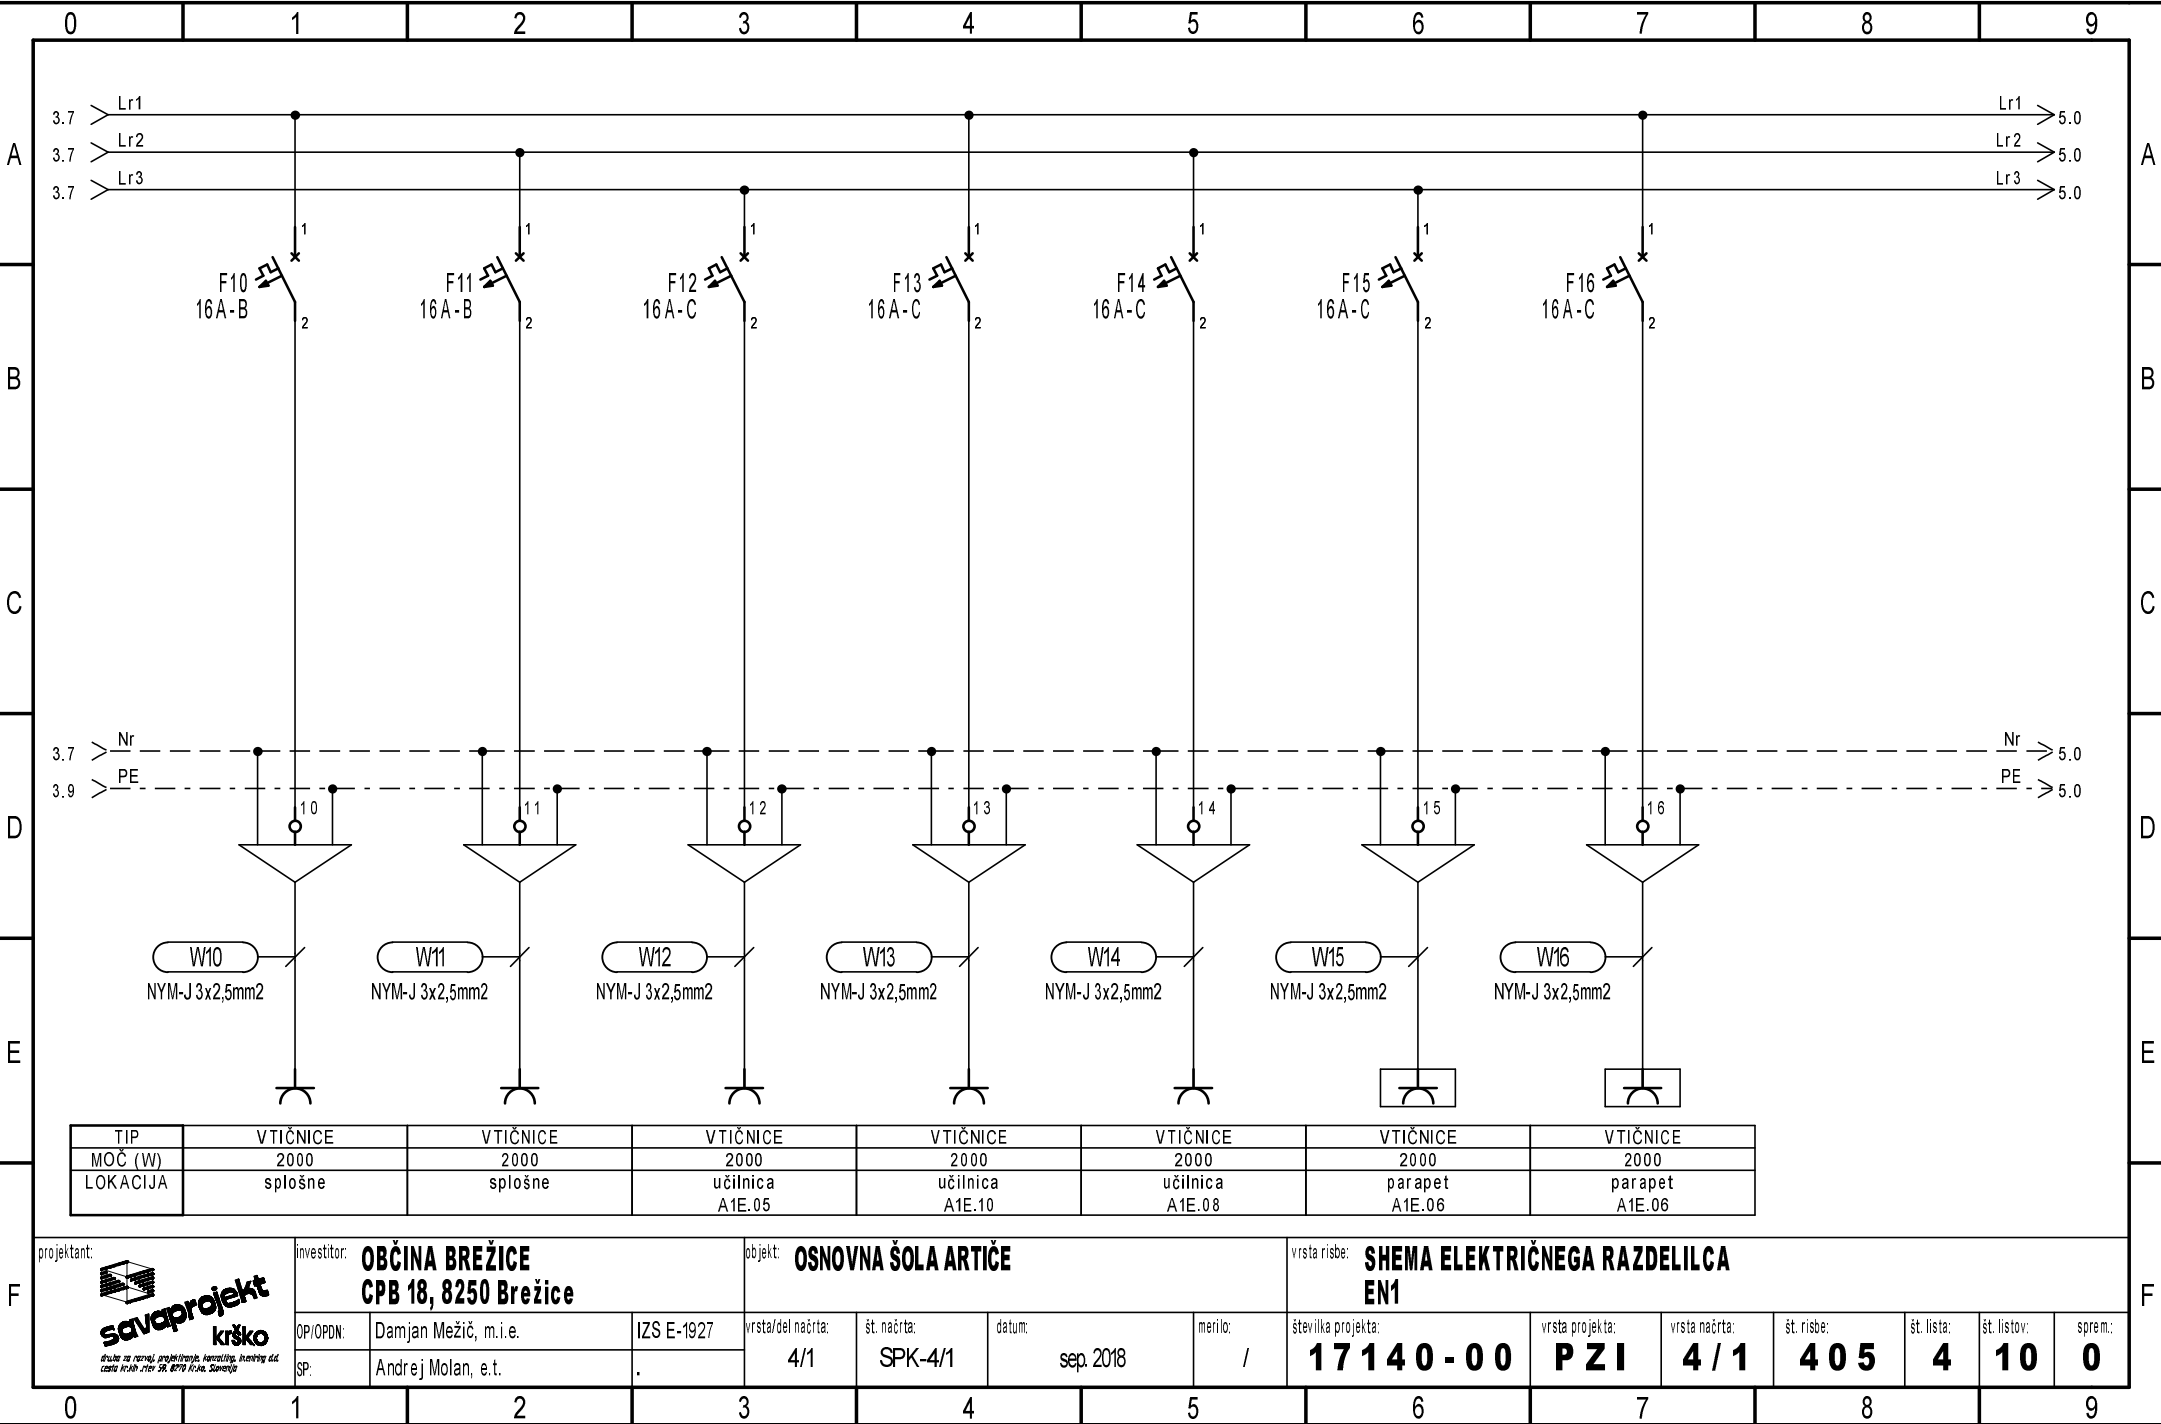 0 1 2 3 4 5 6 7 8 9
3.7 Lr1 Lr1 5.0
A 3.7 Lr2 Lr2 5.0 A
3.7 Lr3 Lr3 5.0
1 1 1 1 1 1 1
F10 F11 F12 F13 F14 F15 F16
16A-B 16A-B 16A-C 16A-C 16A-C 16A-C 16A-C
2 2 2 2 2 2 2
B B
C C
3.7 Nr Nr 5.0
3.9 PE PE 5.0
10 11 12 13 14 15 16
D D
W10 W11 W12 W13 W14 W15 W16
NYM-J 3x2,5mm2 NYM-J 3x2,5mm2 NYM-J 3x2,5mm2 NYM-J 3x2,5mm2 NYM-J 3x2,5mm2 NYM-J 3x2,5mm2 NYM-J 3x2,5mm2
E E
TIP VTIČNICE VTIČNICE VTIČNICE VTIČNICE VTIČNICE VTIČNICE VTIČNICE
MOČ (W) 2000 2000 2000 2000 2000 2000 2000
LOKACIJA splošne splošne učilnica učilnica učilnica parapet parapet
A1E.05 A1E.10 A1E.08 A1E.06 A1E.06
projektant: investitor: OBČINA BREŽICE objekt: OSNOVNA ŠOLA ARTIČE vrsta risbe: SHEMA ELEKTRIČNEGA RAZDELILCA
F CPB 18, 8250 Brežice EN1 F
savaprojekt
krško
OP/OPDN: Damjan Mežič, m.i.e. IZS E-1927 vrsta/del načrta: št. načrta: datum: merilo: številka projekta: vrsta projekta: vrsta načrta: št. risbe: št. lista: št. listov: sprem.:
4/1 SPK-4/1 sep. 2018 / 17140-00 PZI 4/1 405 4 10 0
SP: Andrej Molan, e.t. .
0 1 2 3 4 5 6 7 8 9